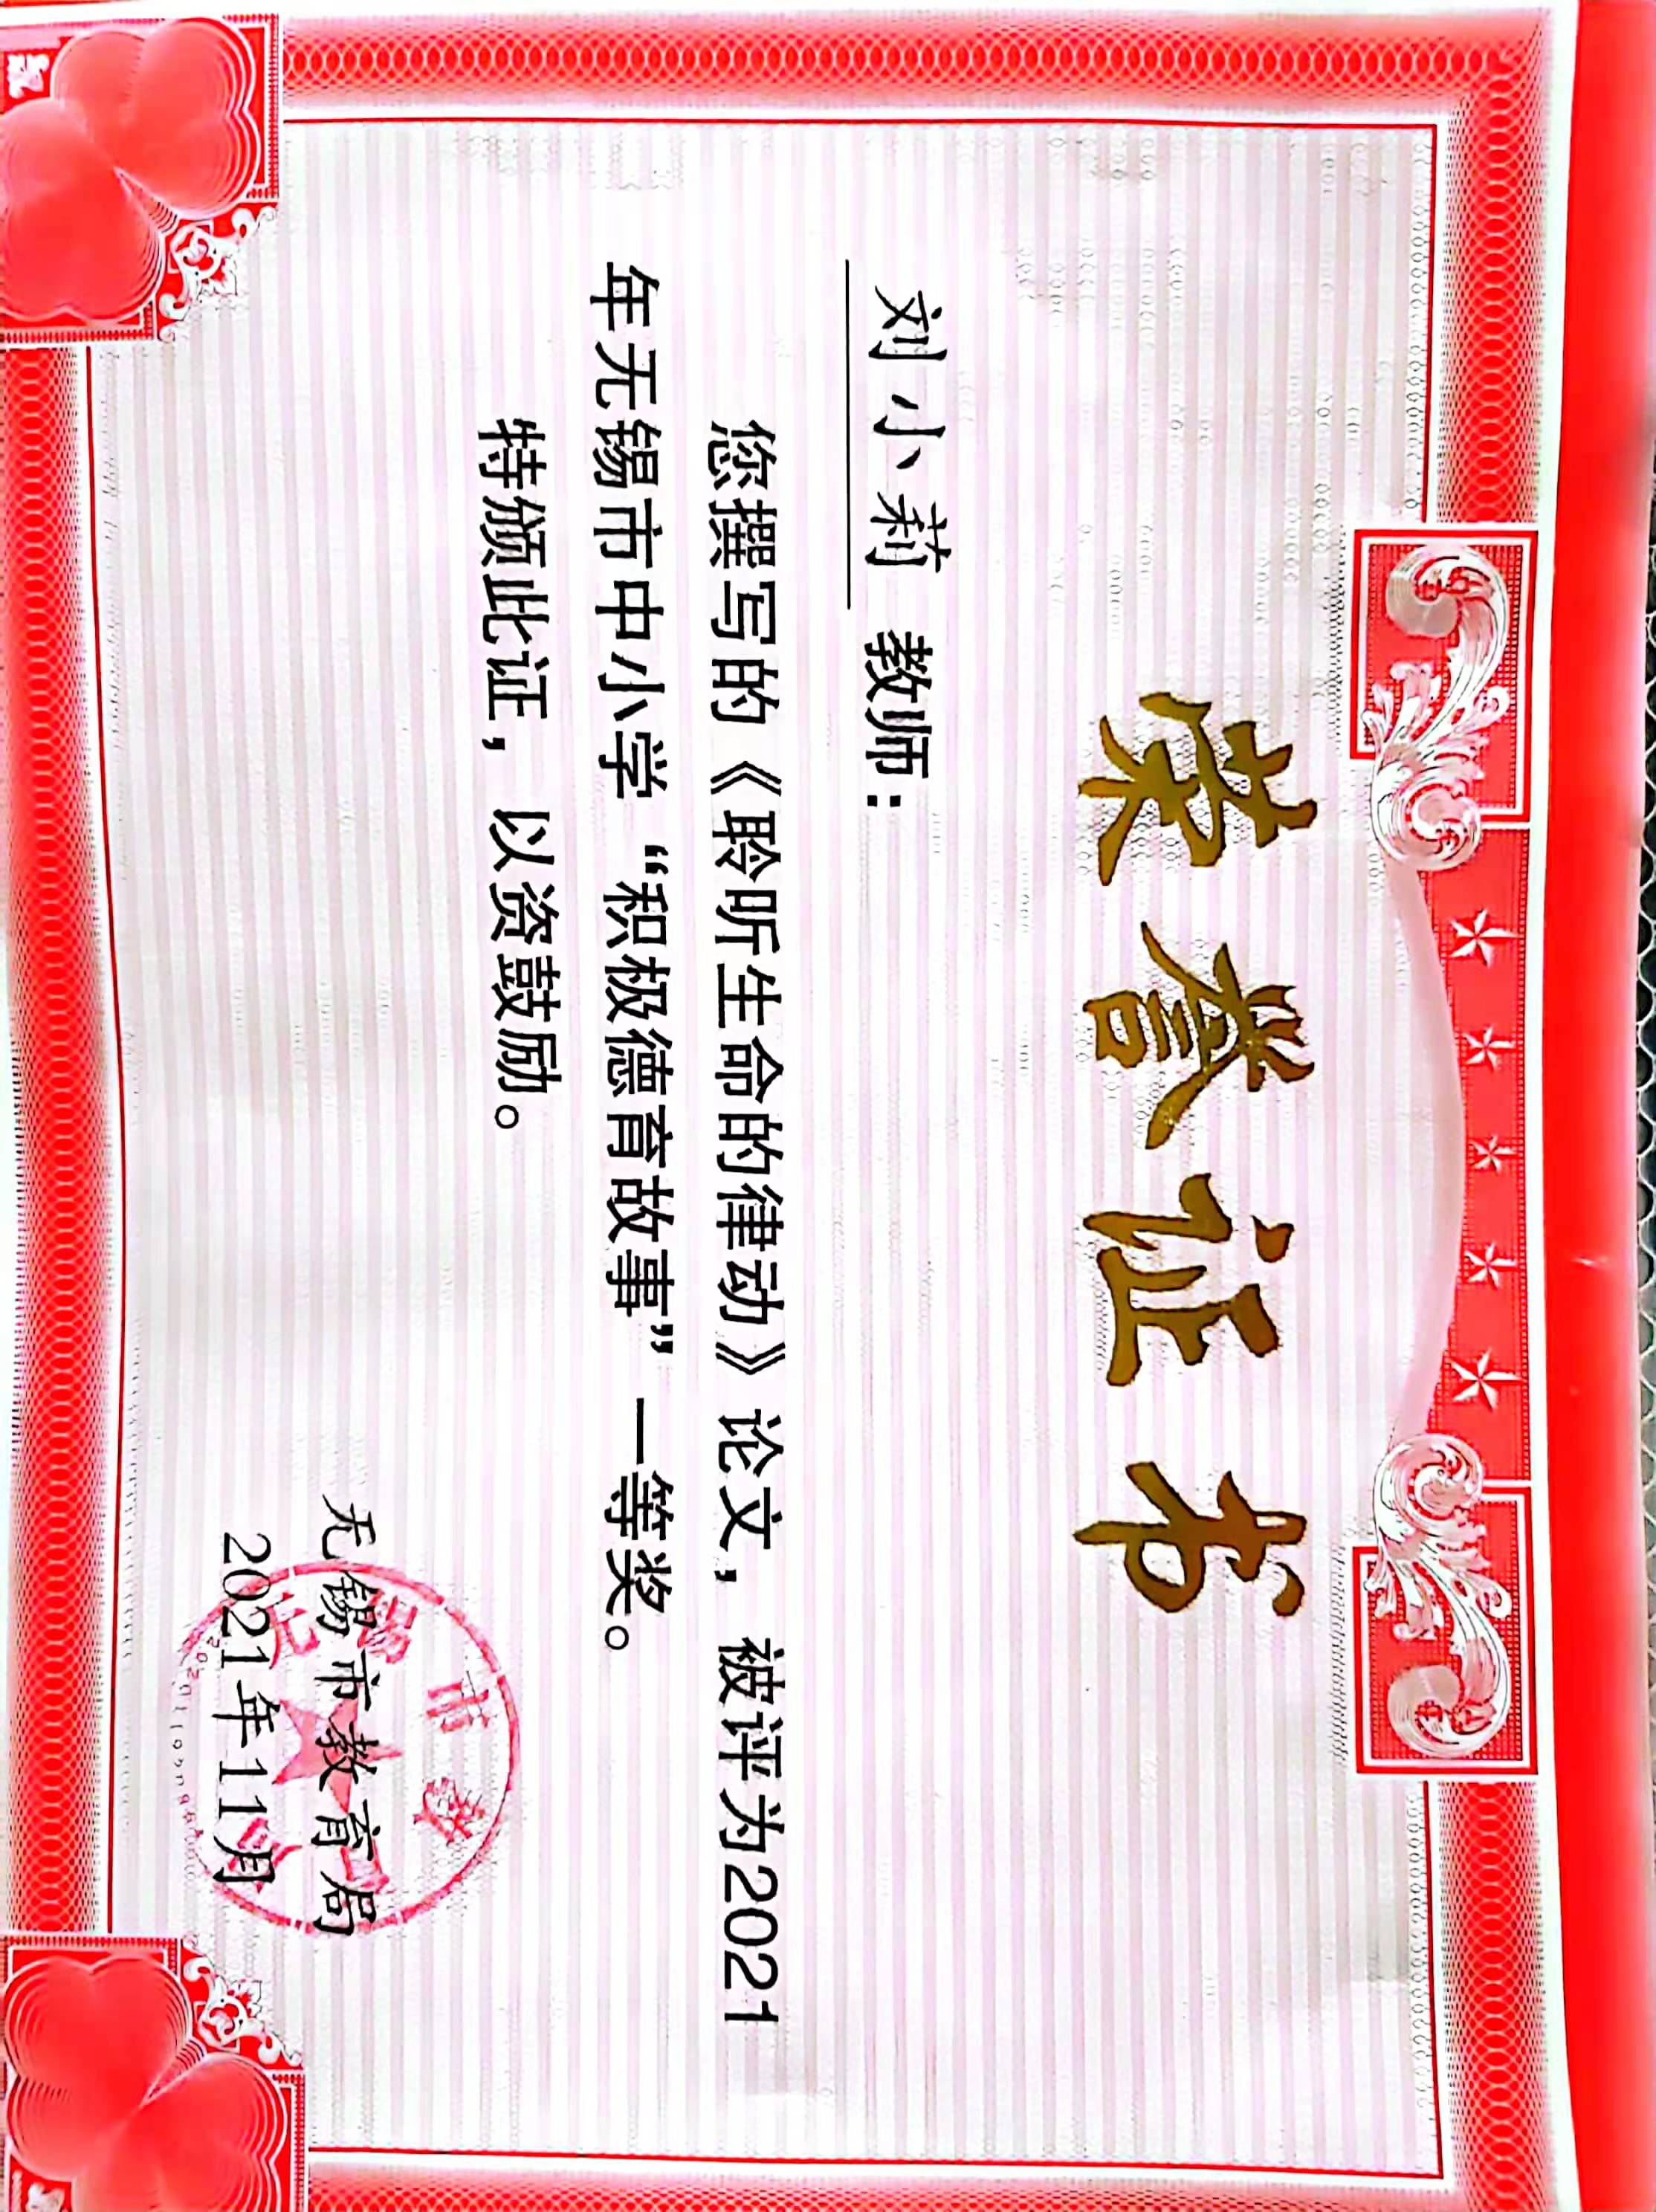 荣誉证书
刘小莉 教师：
您撰写的《聆听生命的律动》论文，被评为2021
年无锡市中小学“积极德育故事”一等奖。
特颁此证，以资鼓励。
无锡市教育局
2021年11月